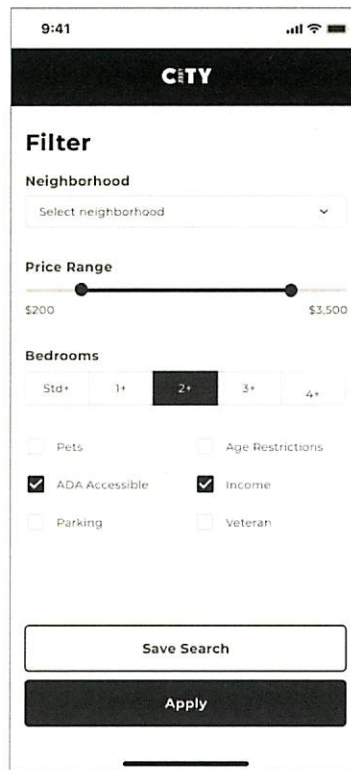 9:41
CITY
Filter
Neighborhood
Select neighborhood
Price Range
$200 $3,500
Bedrooms
Std+ 1+ 2+ 3+ 4+
Pets Age Restrictions
ADA Accessible Income
Parking Veteran
Save Search
Apply